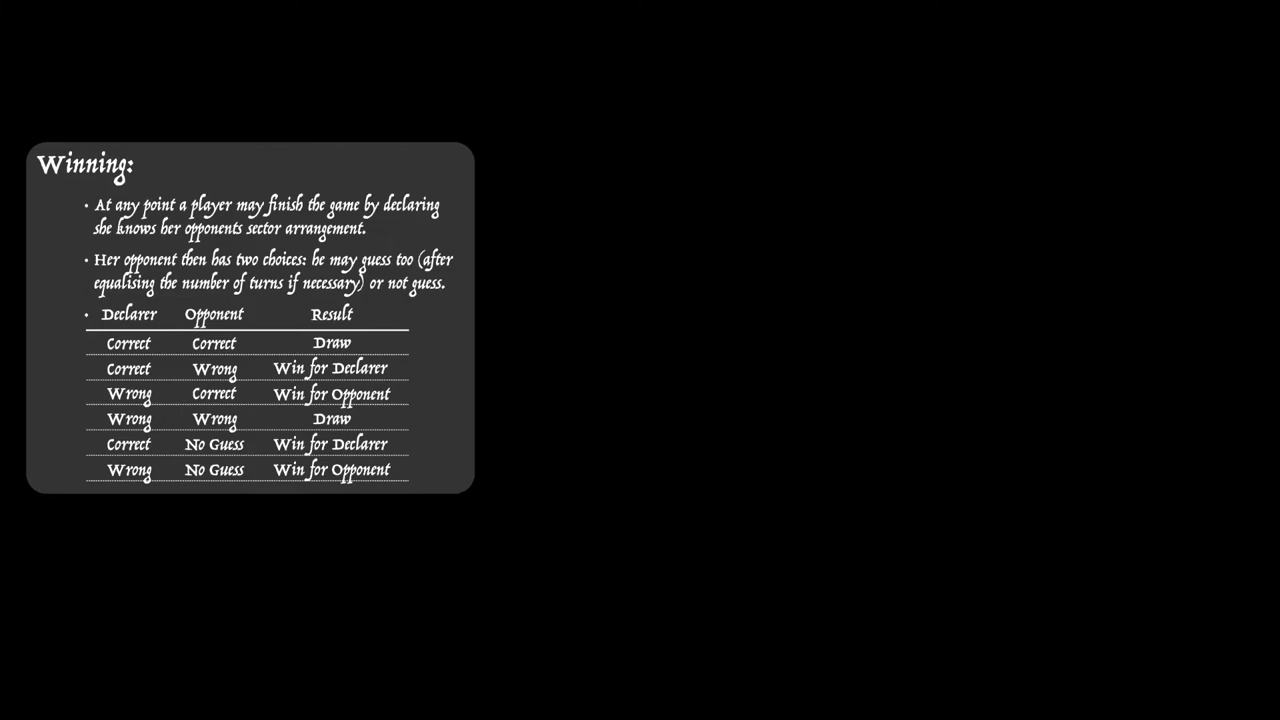 Winning:
• At any point a player may finish the game by declaring
she knows her opponents sector arrangement.
• Her opponent then has two choices: he may guess too (after
equalising the number of turns if necessary) or not guess.
• Declarer Opponent Result
Correct Correct Draw
Correct Wrong Win for Declarer
Wrong Correct Win for Opponent
Wrong Wrong Draw
Correct No Guess Win for Declarer
Wrong No Guess Win for Opponent